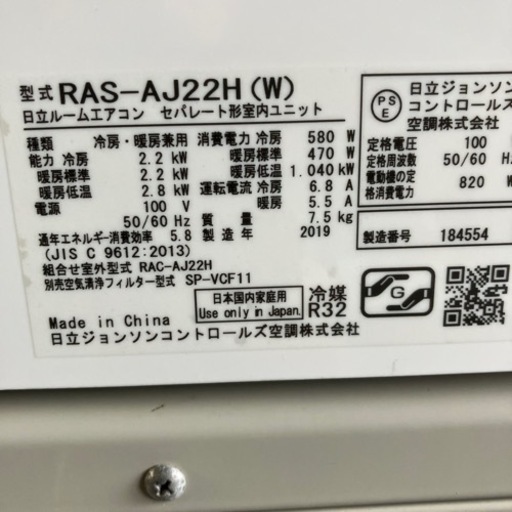 型式 RAS-AJ22H(W)
日立ルームエアコン セパレート形室内ユニット
種類 冷房・暖房兼用
能力 冷房 2.2 kW
暖房標準 2.2 kW
暖房低温 2.8 kW
電源 100 V
50/60 Hz
通年エネルギー消費効率 5.8
(JIS C 9612:2013)
消費電力 冷房 580 W
暖房標準 470 W
暖房低温 1.040 kW
運転電流 冷房 6.8 A
暖房 5.5 A
質量 7.5 kg
製造年 2019
組合せ室外型式 RAC-AJ22H
別売空気清浄フィルター型式 SP-VCF11
日本国内家庭用
Use only in Japan.
冷媒
R32
Made in China
日立ジョンソンコントロールズ空調株式会社
PS
E
日立ジョンソン
コントロールズ
空調株式会社
定格電圧 100
定格周波数 50/60 Hz
電動機の定
格消費電力 820 W
製造番号 184554
G